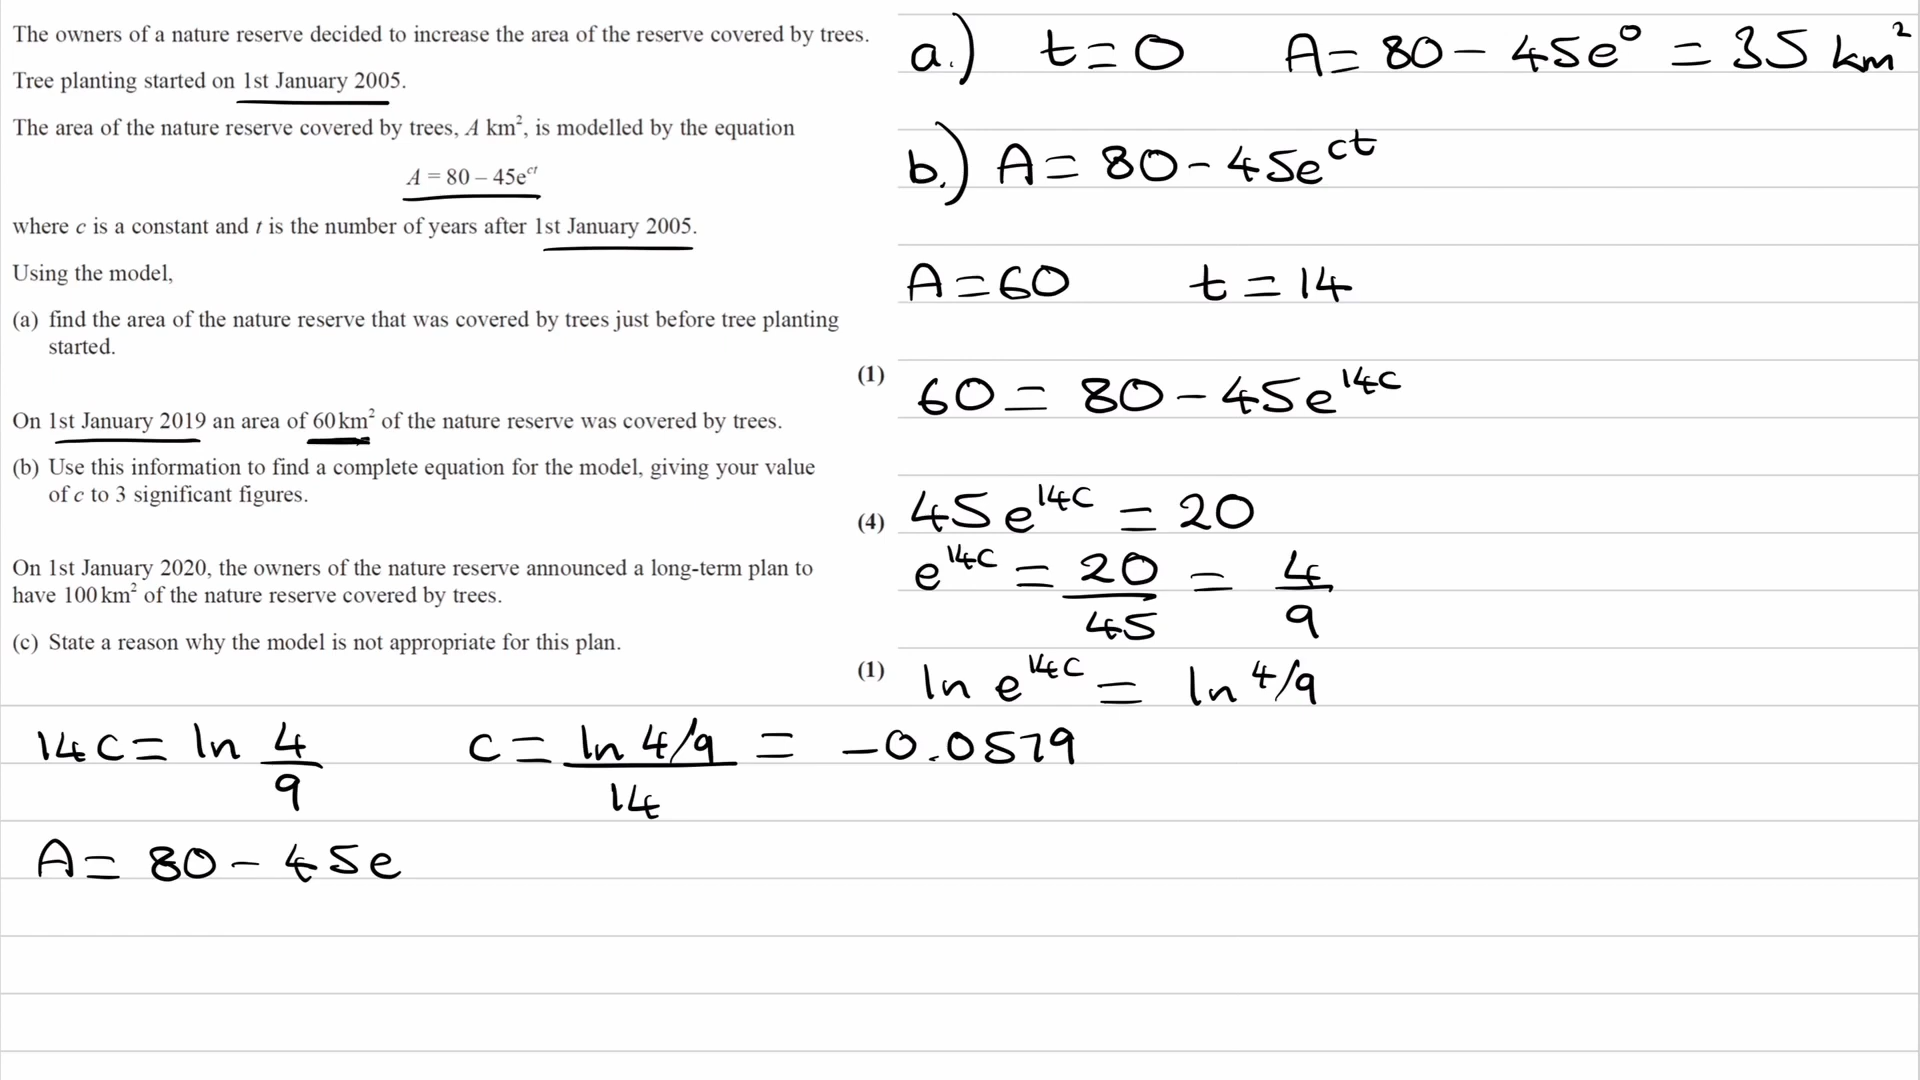 The owners of a nature reserve decided to increase the area of the reserve covered by trees.
Tree planting started on 1st January 2005.
The area of the nature reserve covered by trees, A km², is modelled by the equation
A = 80 – 45e^ct
where c is a constant and t is the number of years after 1st January 2005.
Using the model,
(a) find the area of the nature reserve that was covered by trees just before tree planting
started.
(1)
On 1st January 2019 an area of 60 km² of the nature reserve was covered by trees.
(b) Use this information to find a complete equation for the model, giving your value
of c to 3 significant figures.
(4)
On 1st January 2020, the owners of the nature reserve announced a long-term plan to
have 100 km² of the nature reserve covered by trees.
(c) State a reason why the model is not appropriate for this plan.
(1)
a.) t = 0 A = 80 – 45e^0 = 35 km²
b.) A = 80 – 45e^ct
A = 60 t = 14
60 = 80 – 45e^14c
45e^14c = 20
e^14c = 20/45 = 4/9
ln e^14c = ln 4/9
14c = ln 4/9 c = ln 4/9 / 14 = –0.0579
A = 80 – 45e